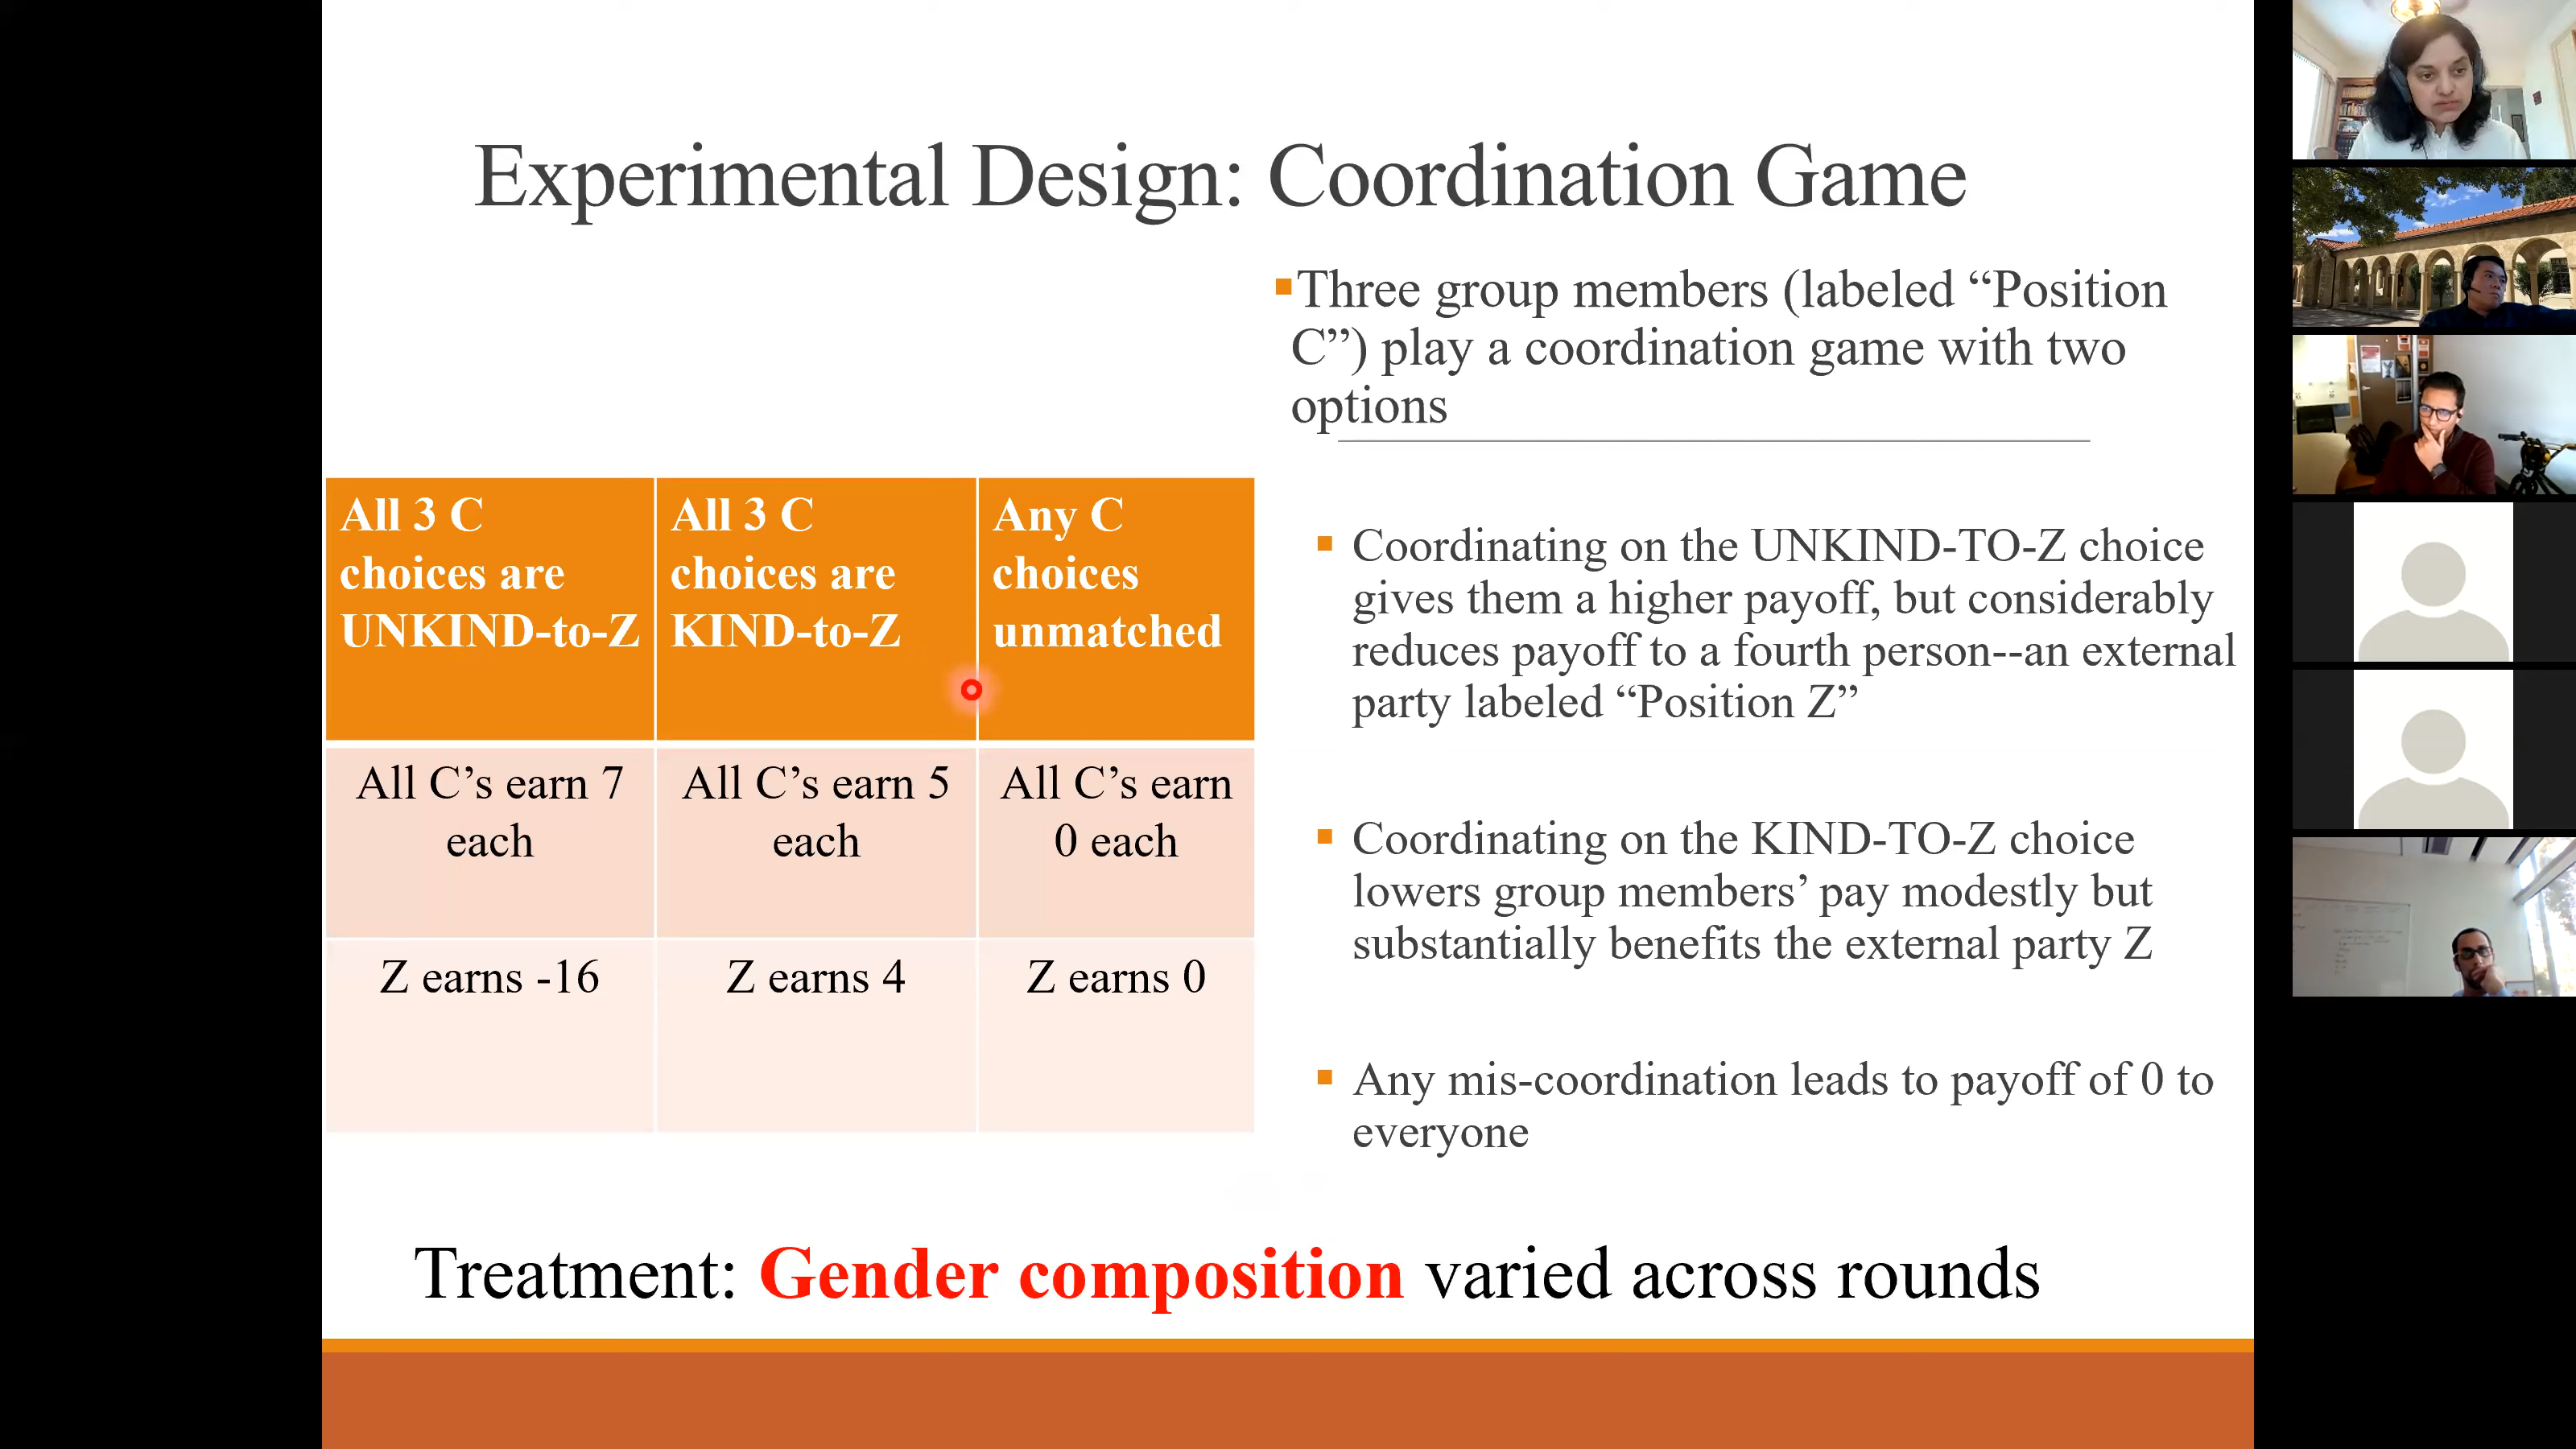 Experimental Design: Coordination Game
▪Three group members (labeled “Position
C”) play a coordination game with two
options
All 3 C
choices are
UNKIND-to-Z
All 3 C
choices are
KIND-to-Z
Any C
choices
unmatched
All C’s earn 7
each
All C’s earn 5
each
All C’s earn
0 each
Z earns -16
Z earns 4
Z earns 0
▪ Coordinating on the UNKIND-TO-Z choice
gives them a higher payoff, but considerably
reduces payoff to a fourth person--an external
party labeled “Position Z”
▪ Coordinating on the KIND-TO-Z choice
lowers group members’ pay modestly but
substantially benefits the external party Z
▪ Any mis-coordination leads to payoff of 0 to
everyone
Treatment: Gender composition varied across rounds